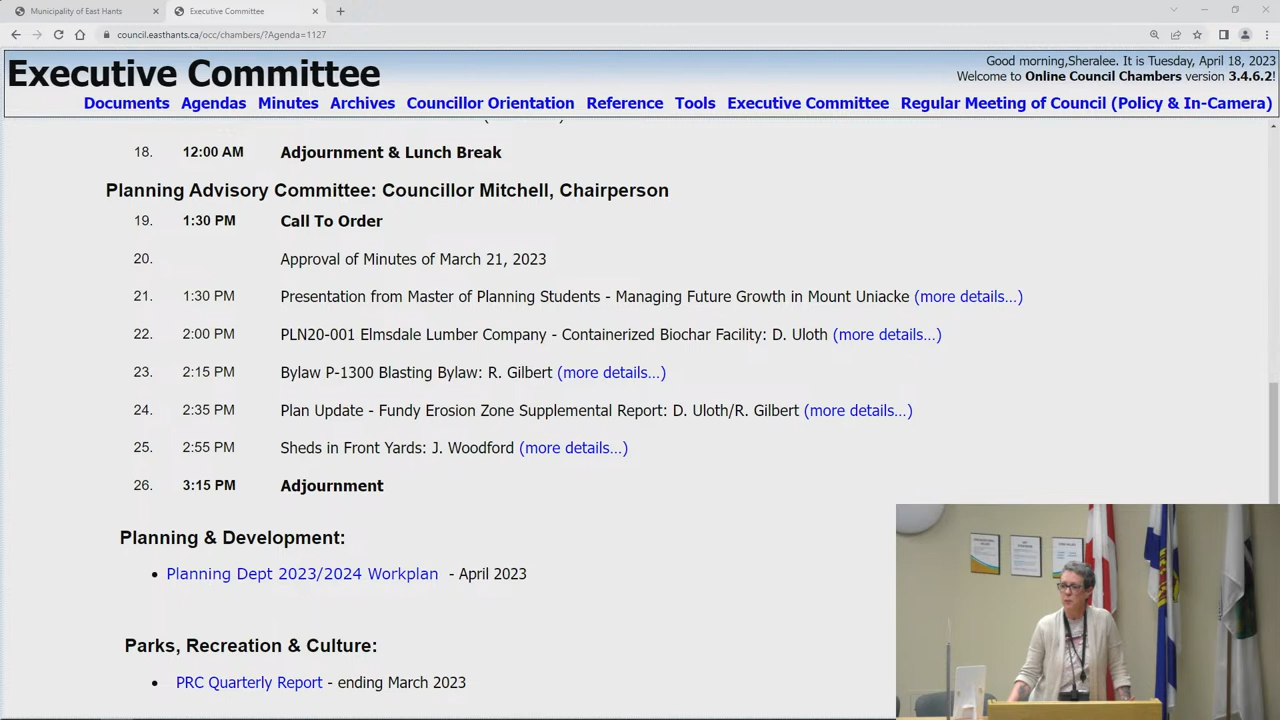 Municipality of East Hants
Executive Committee
council.easthants.ca/occ/chambers/?Agenda=1127
Executive Committee
Good morning,Sheralee. It is Tuesday, April 18, 2023
Welcome to Online Council Chambers version 3.4.6.2!
Documents Agendas Minutes Archives Councillor Orientation Reference Tools Executive Committee Regular Meeting of Council (Policy & In-Camera)
18. 12:00 AM Adjournment & Lunch Break
Planning Advisory Committee: Councillor Mitchell, Chairperson
19. 1:30 PM Call To Order
20. Approval of Minutes of March 21, 2023
21. 1:30 PM Presentation from Master of Planning Students - Managing Future Growth in Mount Uniacke (more details...)
22. 2:00 PM PLN20-001 Elmsdale Lumber Company - Containerized Biochar Facility: D. Uloth (more details...)
23. 2:15 PM Bylaw P-1300 Blasting Bylaw: R. Gilbert (more details...)
24. 2:35 PM Plan Update - Fundy Erosion Zone Supplemental Report: D. Uloth/R. Gilbert (more details...)
25. 2:55 PM Sheds in Front Yards: J. Woodford (more details...)
26. 3:15 PM Adjournment
Planning & Development:
• Planning Dept 2023/2024 Workplan - April 2023
Parks, Recreation & Culture:
• PRC Quarterly Report - ending March 2023